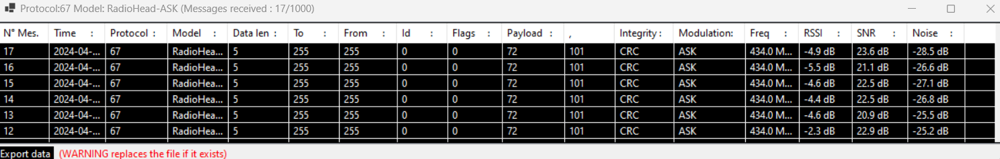 Protocol:67 Model: RadioHead-ASK (Messages received : 17/1000)
N° Mes. Time : Protocol : Model : Data len : To : From : Id : Flags : Payload : , Integrity : Modulation: Freq : RSSI : SNR : Noise :
17 2024-04-... 67 RadioHea... 5 255 255 0 0 72 101 CRC ASK 434.0 M... -4.9 dB 23.6 dB -28.5 dB
16 2024-04-... 67 RadioHea... 5 255 255 0 0 72 101 CRC ASK 434.0 M... -5.5 dB 21.1 dB -26.6 dB
15 2024-04-... 67 RadioHea... 5 255 255 0 0 72 101 CRC ASK 434.0 M... -4.6 dB 22.5 dB -27.1 dB
14 2024-04-... 67 RadioHea... 5 255 255 0 0 72 101 CRC ASK 434.0 M... -4.4 dB 22.5 dB -26.8 dB
13 2024-04-... 67 RadioHea... 5 255 255 0 0 72 101 CRC ASK 434.0 M... -4.6 dB 20.9 dB -25.5 dB
12 2024-04-... 67 RadioHea... 5 255 255 0 0 72 101 CRC ASK 434.0 M... -2.3 dB 22.9 dB -25.2 dB
Export data (WARNING replaces the file if it exists)